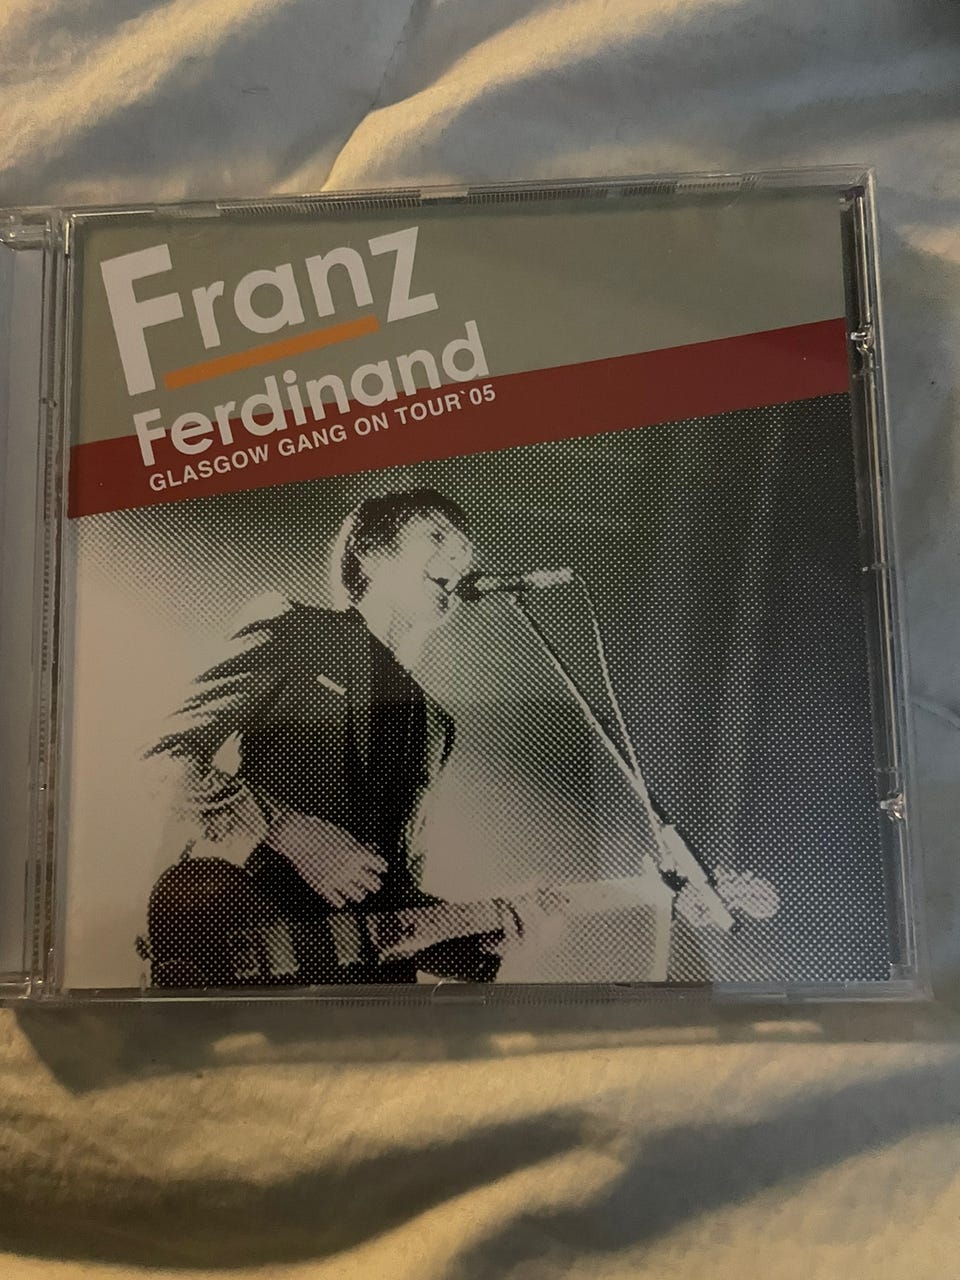 Franz
Ferdinand
GLASGOW GANG ON TOUR`05